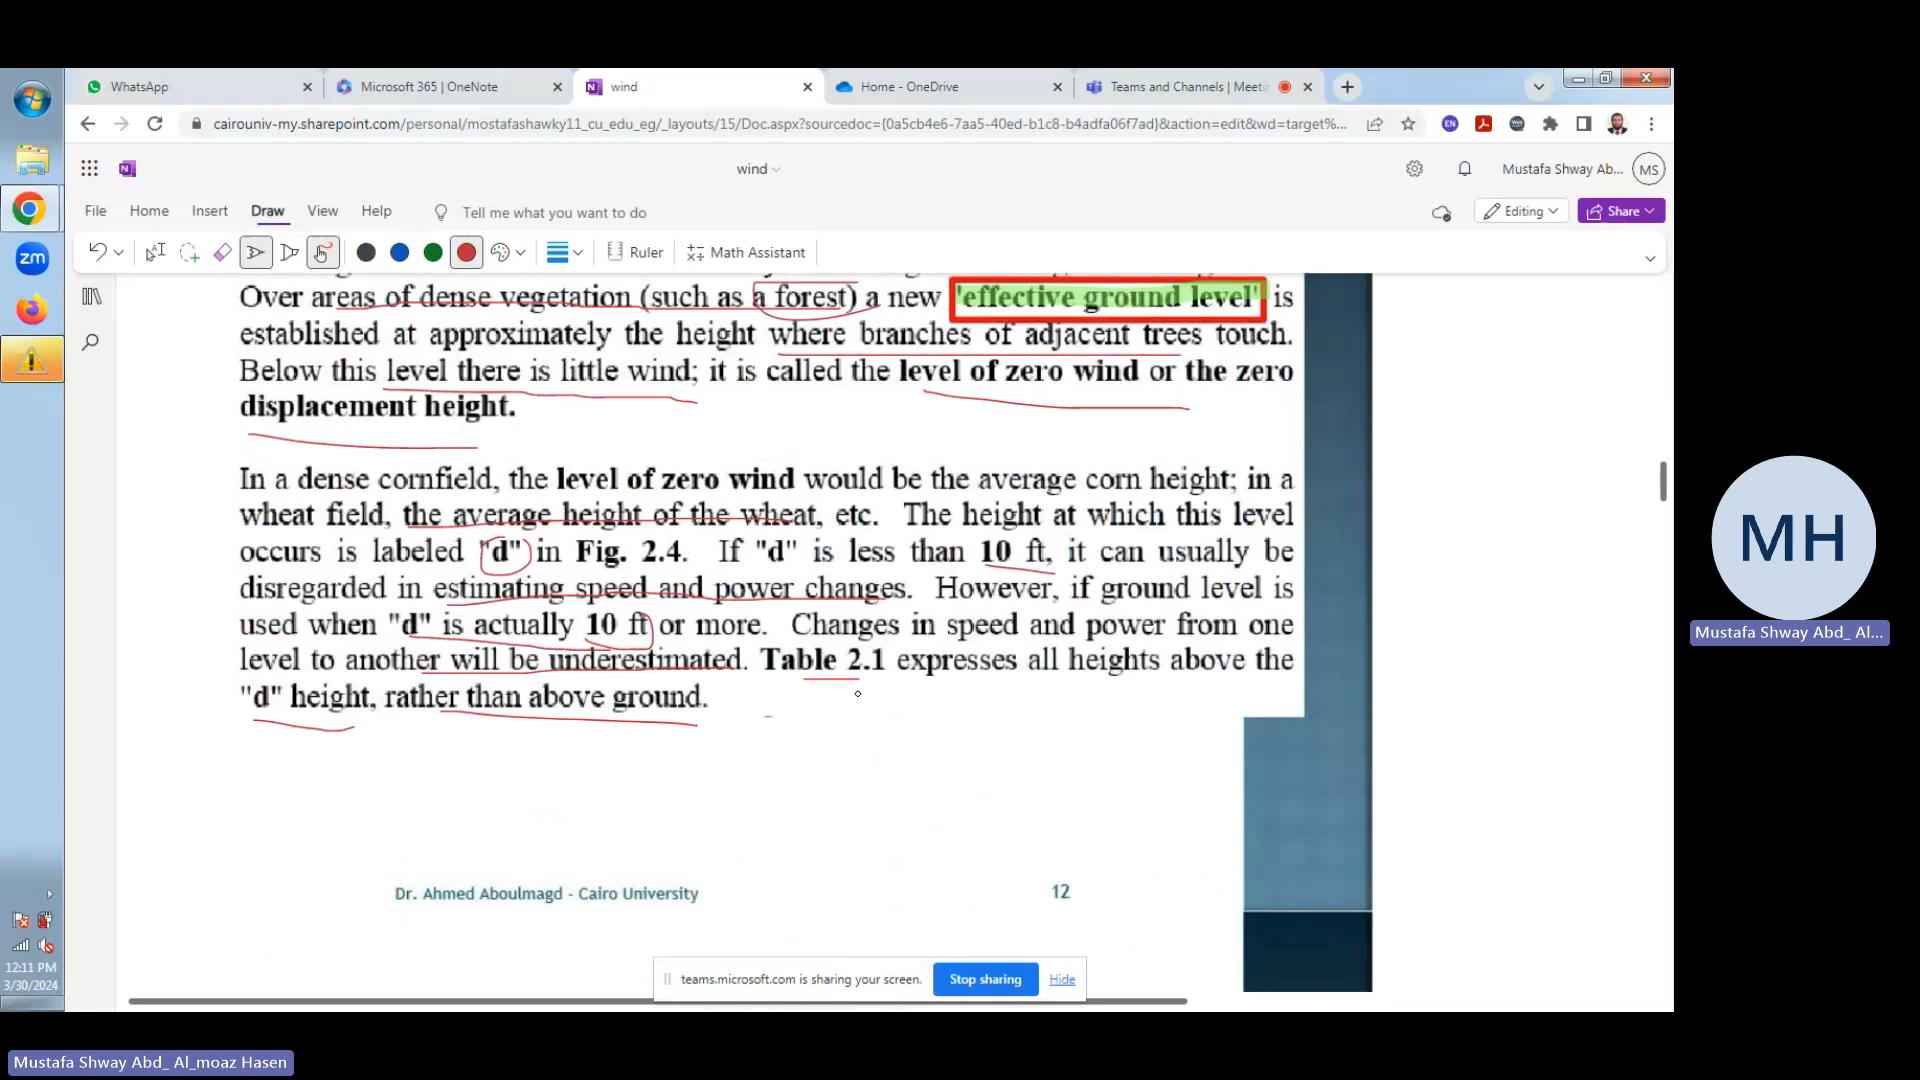 WhatsApp
Microsoft 365 | OneNote
wind
Home - OneDrive
Teams and Channels | Meetin
cairouniv-my.sharepoint.com/personal/mostafashawky11_cu_edu_eg/_layouts/15/Doc.aspx?sourcedoc={0a5cb4e6-7aa5-40ed-b1c8-b4adfa06f7ad}&action=edit&wd=target%...
EN
wind
Mustafa Shway Ab...
MS
File
Home
Insert
Draw
View
Help
Tell me what you want to do
Editing
Share
Ruler
Math Assistant
Over areas of dense vegetation (such as a forest) a new 'effective ground level' is
established at approximately the height where branches of adjacent trees touch.
Below this level there is little wind; it is called the level of zero wind or the zero
displacement height.
In a dense cornfield, the level of zero wind would be the average corn height; in a
wheat field, the average height of the wheat, etc. The height at which this level
occurs is labeled "d" in Fig. 2.4. If "d" is less than 10 ft, it can usually be
disregarded in estimating speed and power changes. However, if ground level is
used when "d" is actually 10 ft or more. Changes in speed and power from one
level to another will be underestimated. Table 2.1 expresses all heights above the
"d" height, rather than above ground.
Dr. Ahmed Aboulmagd - Cairo University
12
teams.microsoft.com is sharing your screen.
Stop sharing
Hide
zm
12:11 PM
3/30/2024
MH
Mustafa Shway Abd_ Al...
Mustafa Shway Abd_ Al_moaz Hasen